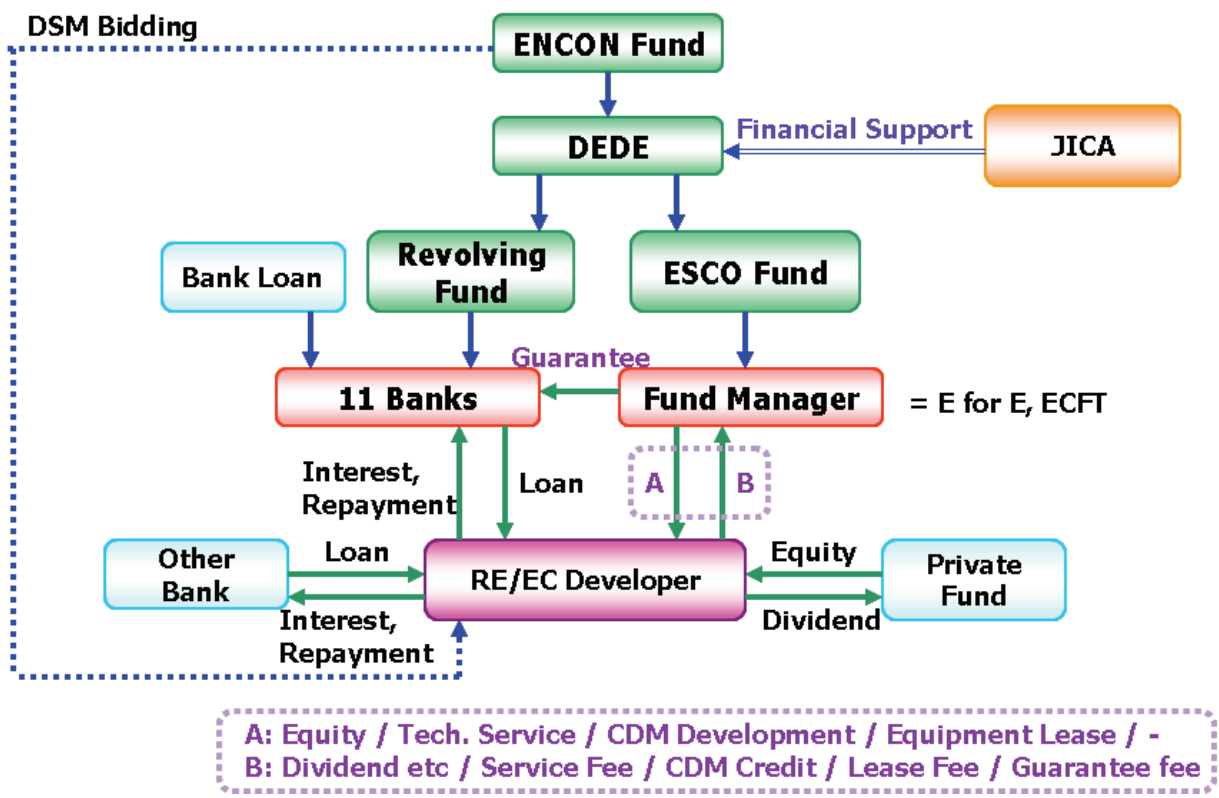 DSM Bidding
ENCON Fund
DEDE
Financial Support
JICA
Bank Loan
Revolving
Fund
ESCO Fund
Guarantee
11 Banks
Fund Manager
= E for E, ECFT
Interest,
Repayment
Loan
A
B
Other
Bank
Loan
Interest,
Repayment
RE/EC Developer
Equity
Dividend
Private
Fund
A: Equity / Tech. Service / CDM Development / Equipment Lease / -
B: Dividend etc / Service Fee / CDM Credit / Lease Fee / Guarantee fee